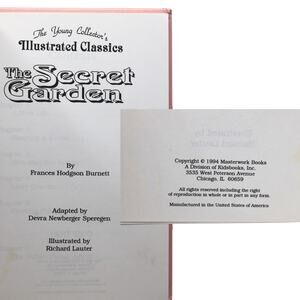 The Young Collector's
Illustrated Classics
The Secret
Garden
By
Frances Hodgson Burnett
Adapted by
Devra Newberger Speregen
Illustrated by
Richard Lauter
Copyright © 1994 Masterwork Books
A Division of Kidsbooks, Inc.
3535 West Peterson Avenue
Chicago, IL 60659
All rights reserved including the right
of reproduction in whole or in part in any form.
Manufactured in the United States of America